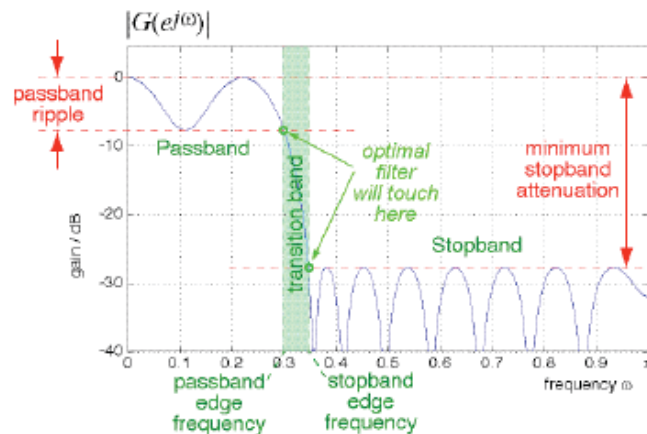 |G(e^{jω})|
0
passband
ripple
-10
Passband
optimal
filter
will touch
here
minimum
stopband
attenuation
gain / dB
-20
transition band
Stopband
-30
-40
0
0.1
0.2
0.3
0.4
0.5
0.6
0.7
0.8
0.9
1
frequency ω
passband
edge
frequency
stopband
edge
frequency